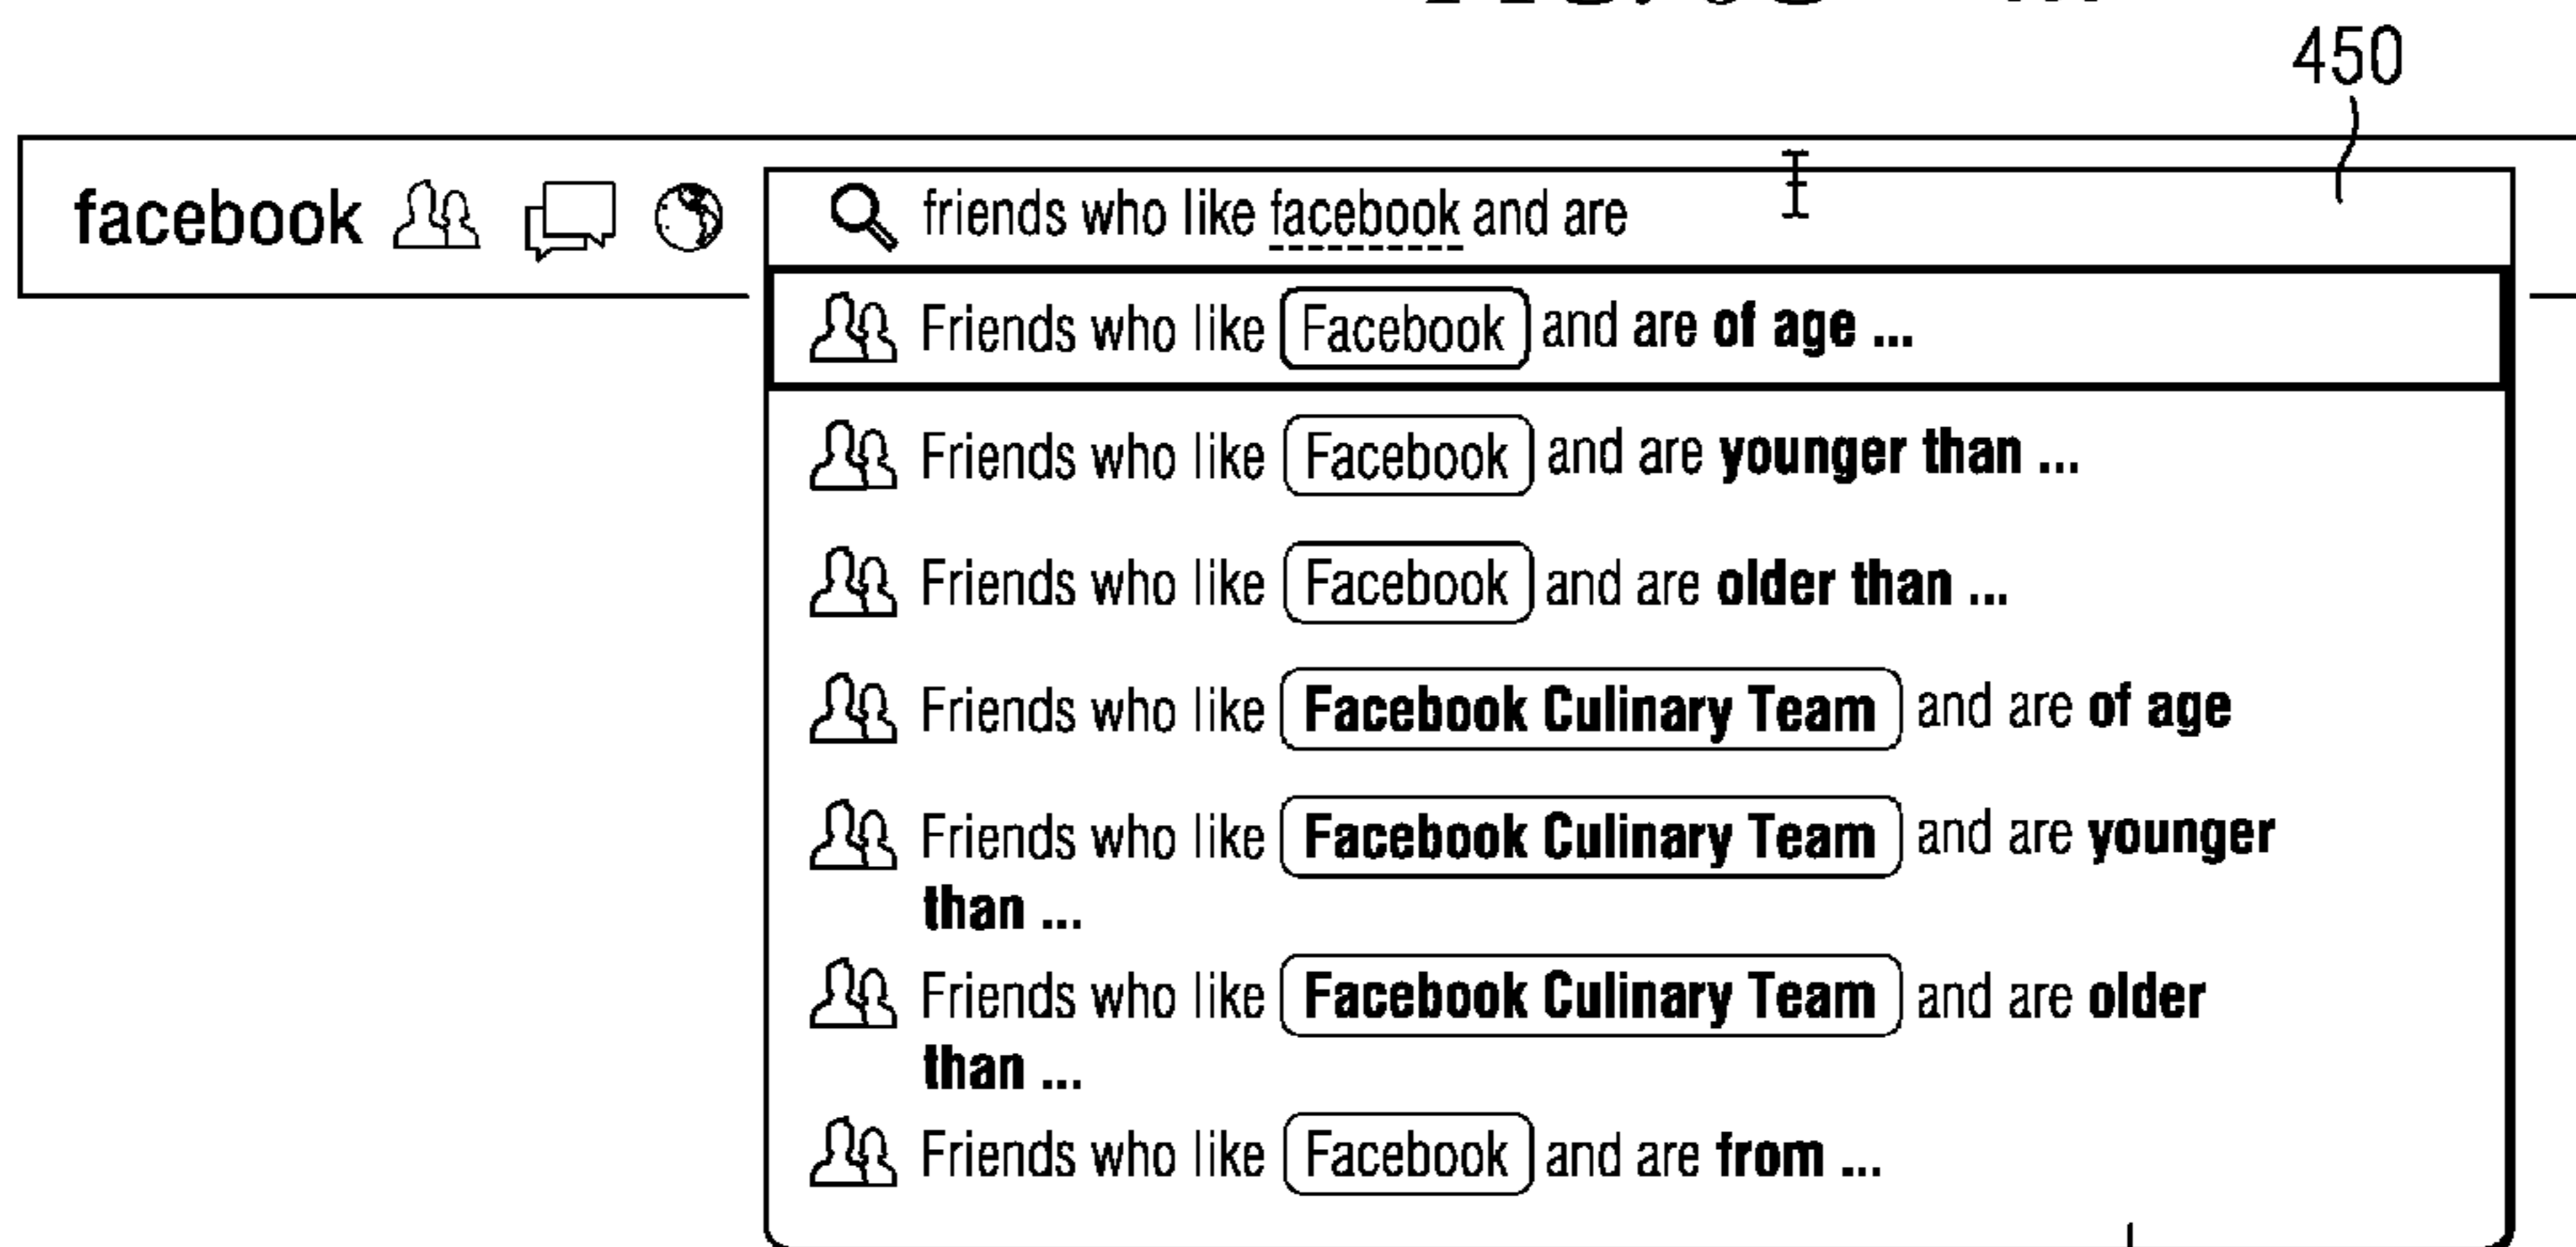 450
facebook
friends who like facebook and are
Friends who like Facebook and are of age ...
Friends who like Facebook and are younger than ...
Friends who like Facebook and are older than ...
Friends who like Facebook Culinary Team and are of age
Friends who like Facebook Culinary Team and are younger
than ...
Friends who like Facebook Culinary Team and are older
than ...
Friends who like Facebook and are from ...